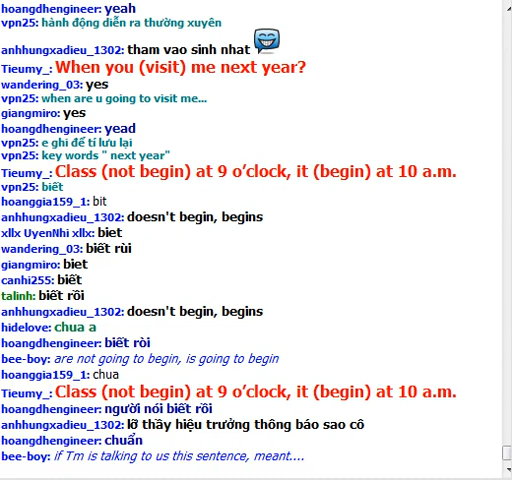 hoangdhengineer: yeah
vpn25: hành động diễn ra thường xuyên
anhhungxadieu_1302: tham vao sinh nhat
Tieumy_: When you (visit) me next year?
wandering_03: yes
vpn25: when are u going to visit me...
giangmiro: yes
hoangdhengineer: yead
vpn25: e ghi để tí lưu lại
vpn25: key words " next year"
Tieumy_: Class (not begin) at 9 o’clock, it (begin) at 10 a.m.
vpn25: biết
hoanggia159_1: bit
anhhungxadieu_1302: doesn't begin, begins
xllx UyenNhi xllx: biet
wandering_03: biết rùi
giangmiro: biet
canhi255: biết
talinh: biết rồi
anhhungxadieu_1302: doesn't begin, begins
hidelove: chua a
hoangdhengineer: biết ròi
bee-boy: are not going to begin, is going to begin
hoanggia159_1: chua
Tieumy_: Class (not begin) at 9 o’clock, it (begin) at 10 a.m.
hoangdhengineer: người nói biết rồi
anhhungxadieu_1302: lỡ thầy hiệu trưởng thông báo sao cô
hoangdhengineer: chuẩn
bee-boy: if Tm is talking to us this sentence, meant....